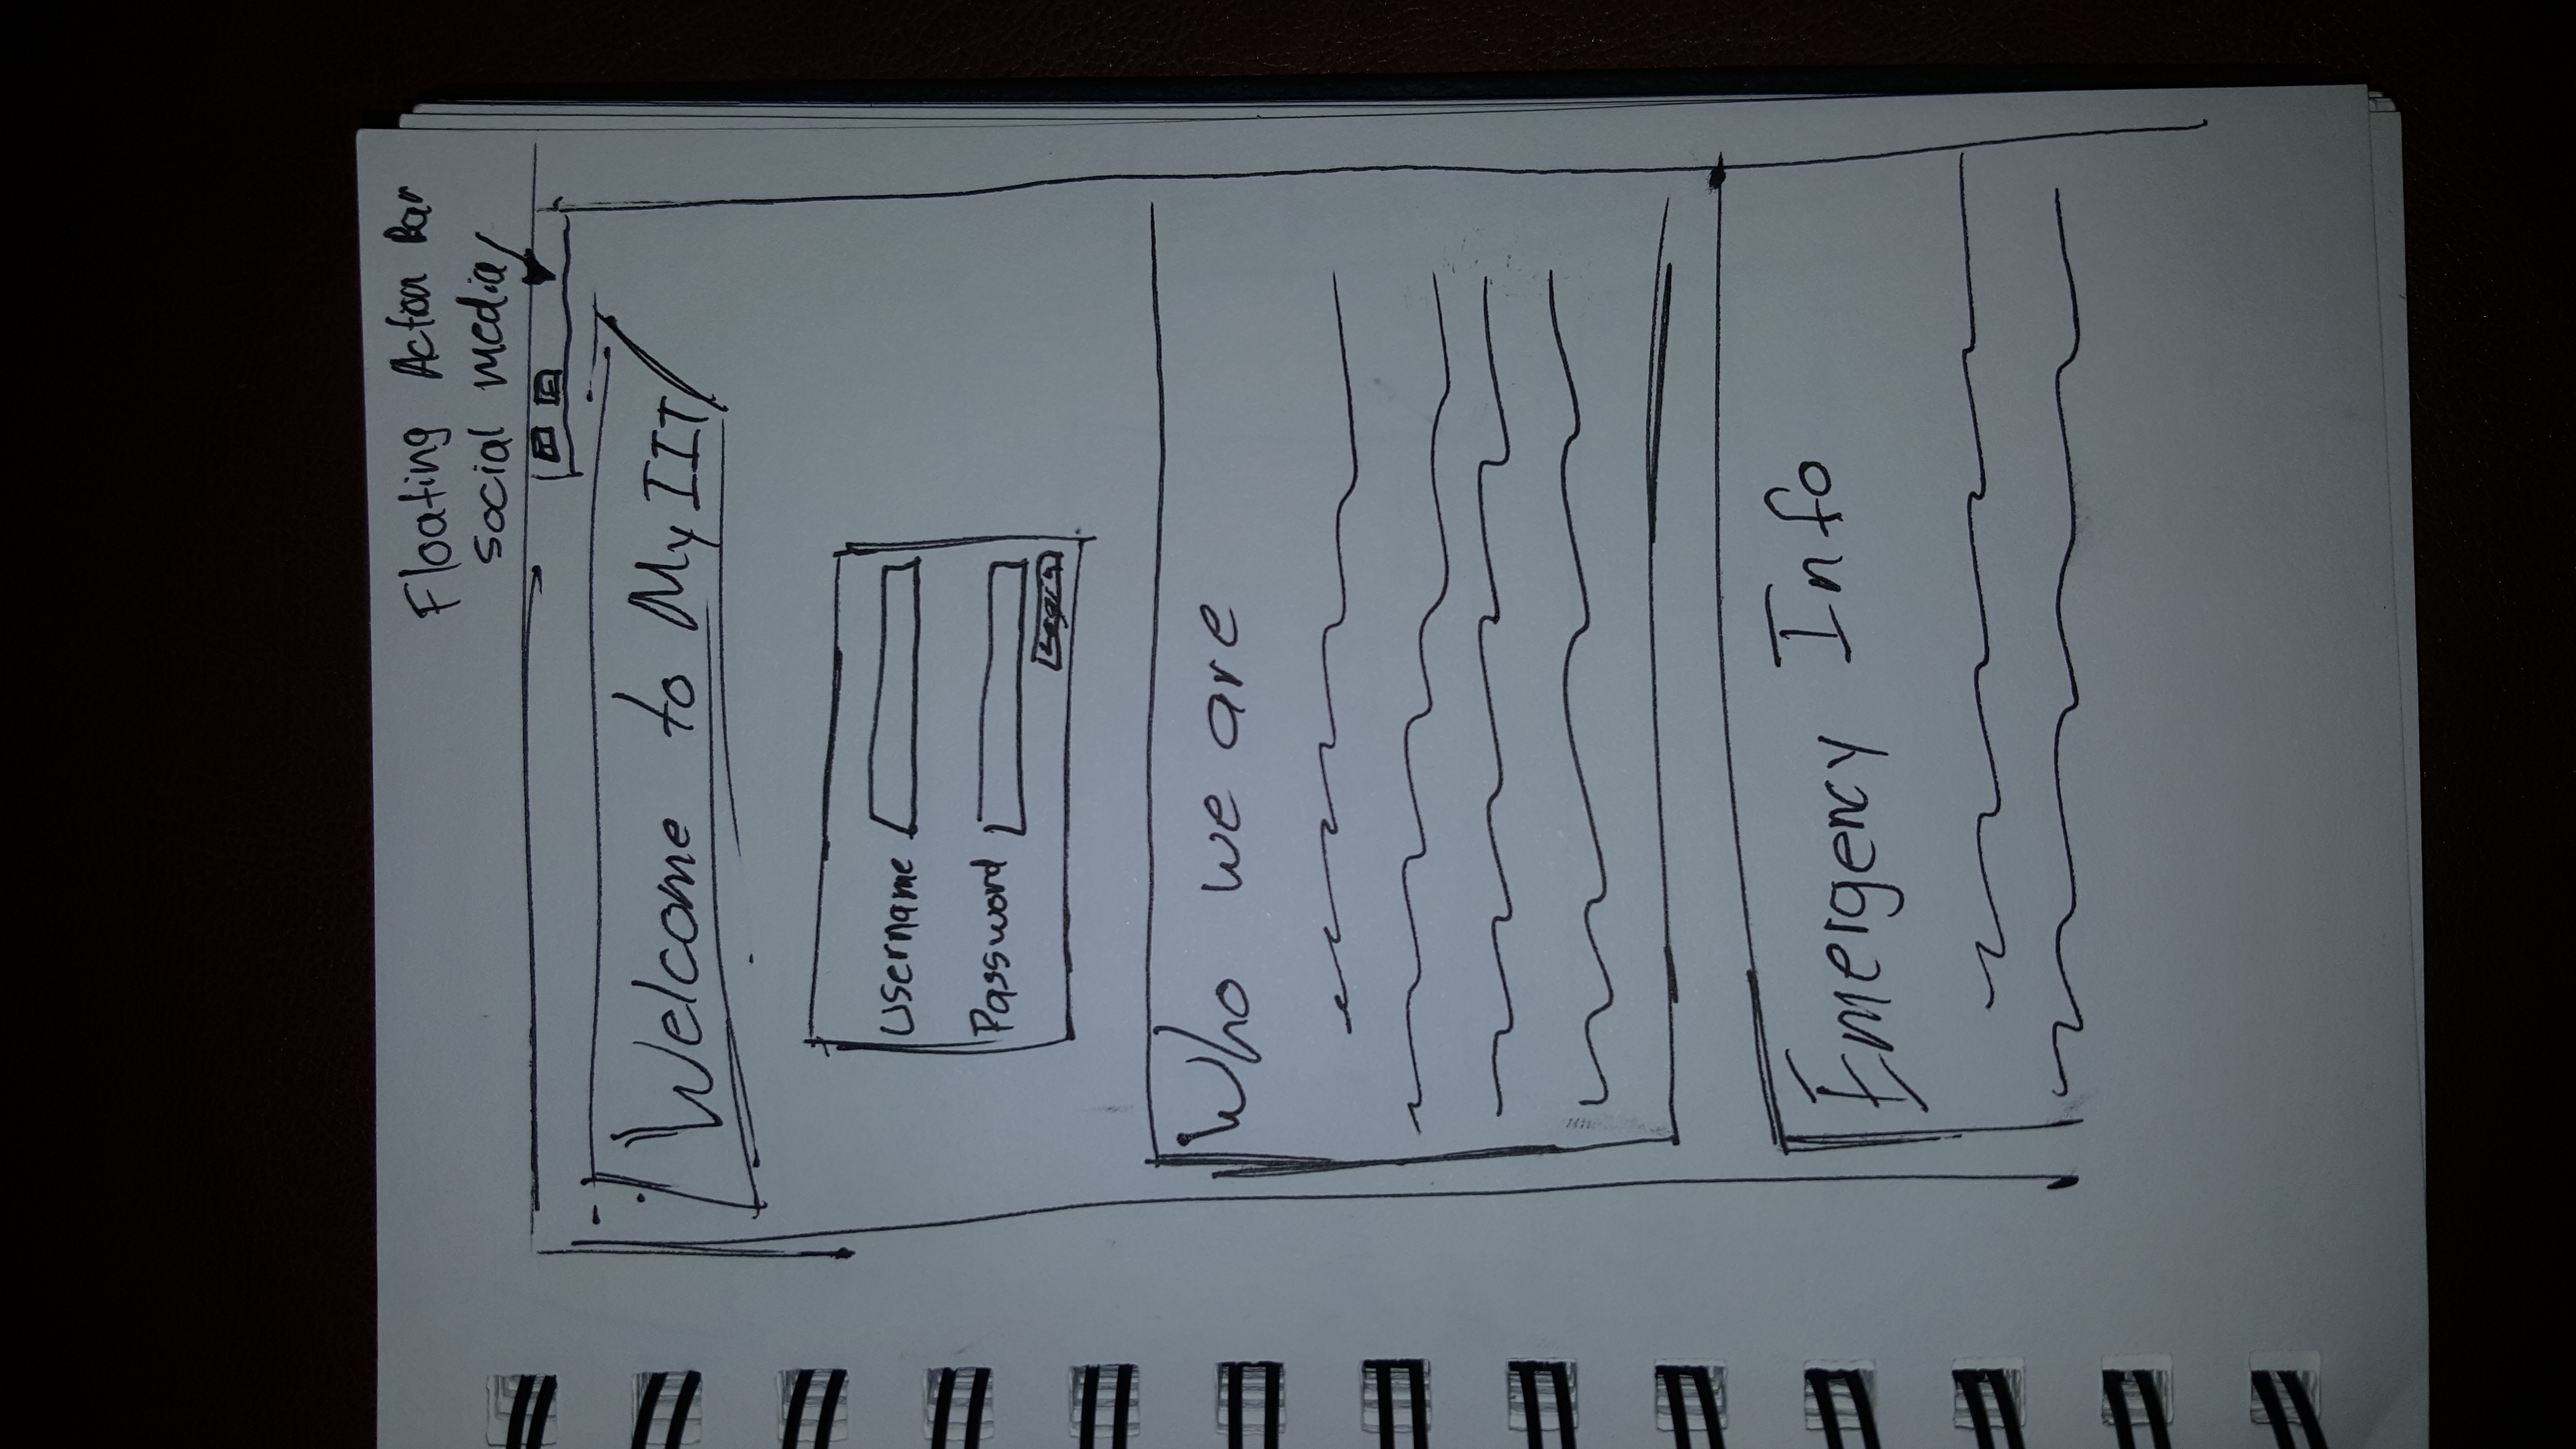 Floating Action Bar
social media
Welcome to My IIT
Username
Password
Login
Who we are
Emergency Info